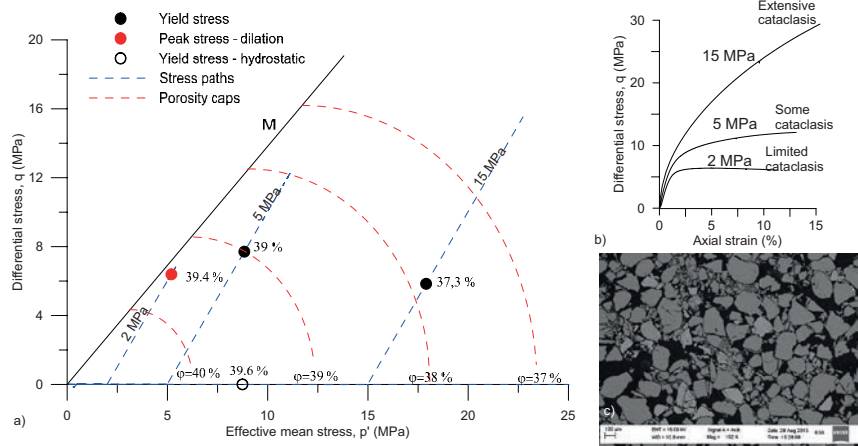 Yield stress
Peak stress - dilation
Yield stress - hydrostatic
Stress paths
Porosity caps
20
16
12
8
4
0
Differential stress, q (MPa)
M
2 MPa
5 MPa
15 MPa
39.4 %
39 %
37,3 %
φ=40 %
39.6 %
φ=39 %
φ=38 %
φ=37 %
0
5
10
15
20
25
Effective mean stress, p' (MPa)
a)
30
20
10
0
Differential stress, q (MPa)
Extensive
cataclasis
15 MPa
Some
cataclasis
5 MPa
Limited
cataclasis
2 MPa
0
5
10
15
Axial strain (%)
b)
c)